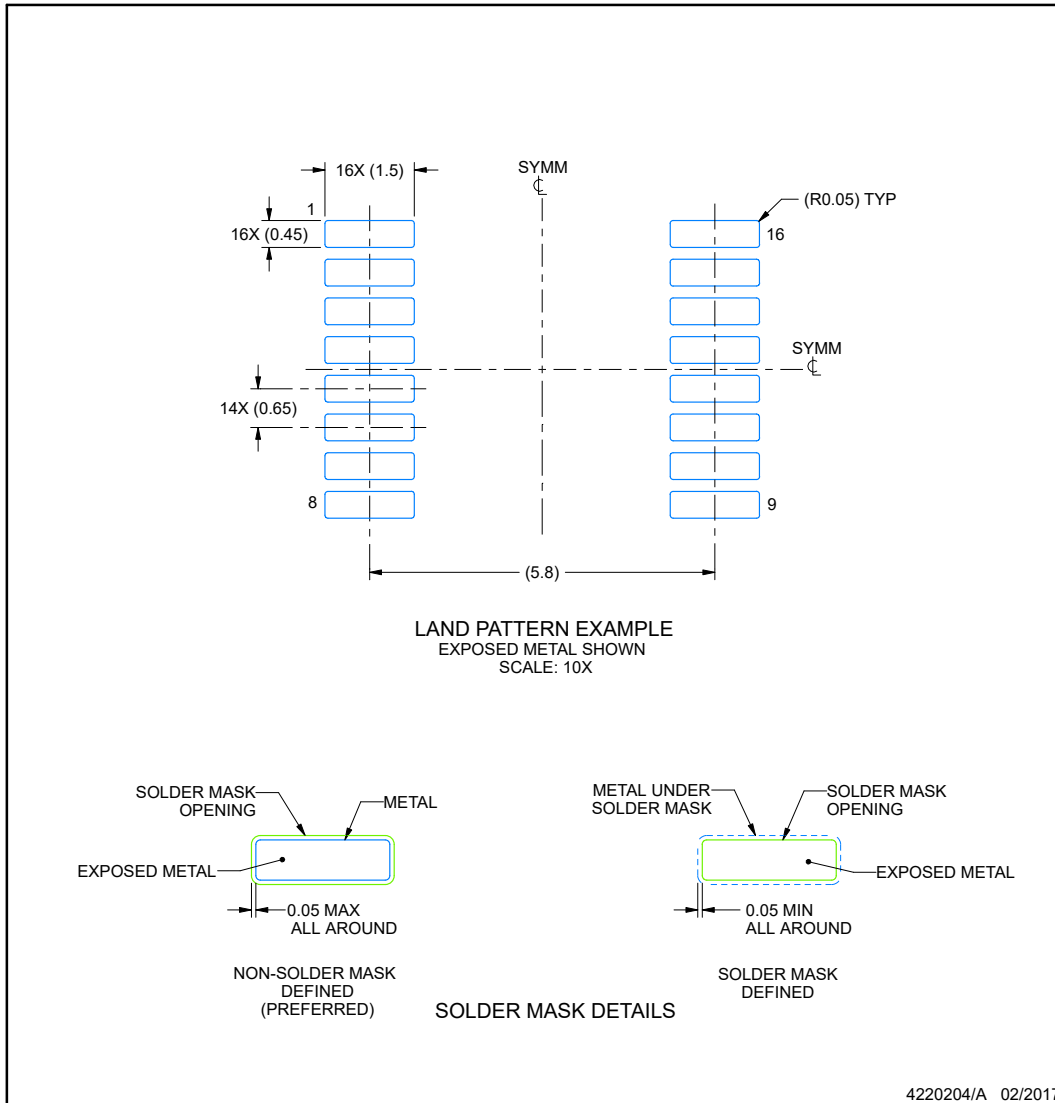 16X (1.5)
SYMM
℄
(R0.05) TYP
1
16X (0.45)
16
SYMM
℄
14X (0.65)
8
9
(5.8)
LAND PATTERN EXAMPLE
EXPOSED METAL SHOWN
SCALE: 10X
SOLDER MASK
OPENING
METAL
EXPOSED METAL
0.05 MAX
ALL AROUND
NON-SOLDER MASK
DEFINED
(PREFERRED)
METAL UNDER
SOLDER MASK
SOLDER MASK
OPENING
EXPOSED METAL
0.05 MIN
ALL AROUND
SOLDER MASK
DEFINED
SOLDER MASK DETAILS
4220204/A 02/2017